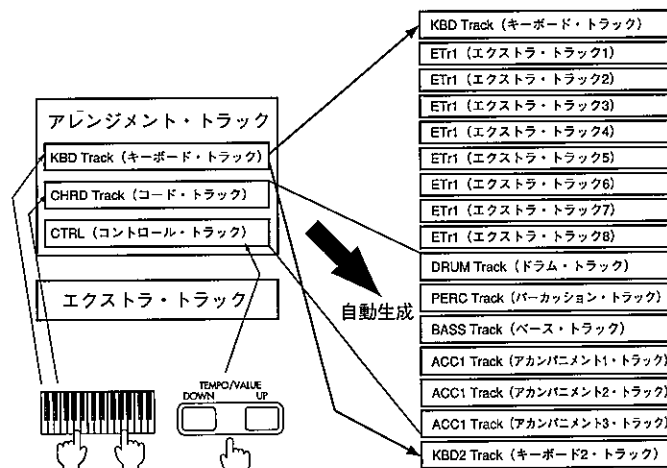 アレンジメント・トラック
KBD Track（キーボード・トラック）
CHRD Track（コード・トラック）
CTRL（コントロール・トラック）
エクストラ・トラック
TEMPO/VALUE
DOWN
UP
自動生成
KBD Track（キーボード・トラック）
ETr1（エクストラ・トラック1）
ETr1（エクストラ・トラック2）
ETr1（エクストラ・トラック3）
ETr1（エクストラ・トラック4）
ETr1（エクストラ・トラック5）
ETr1（エクストラ・トラック6）
ETr1（エクストラ・トラック7）
ETr1（エクストラ・トラック8）
DRUM Track（ドラム・トラック）
PERC Track（パーカッション・トラック）
BASS Track（ベース・トラック）
ACC1 Track（アカンパニメント1・トラック）
ACC1 Track（アカンパニメント2・トラック）
ACC1 Track（アカンパニメント3・トラック）
KBD2 Track（キーボード2・トラック）